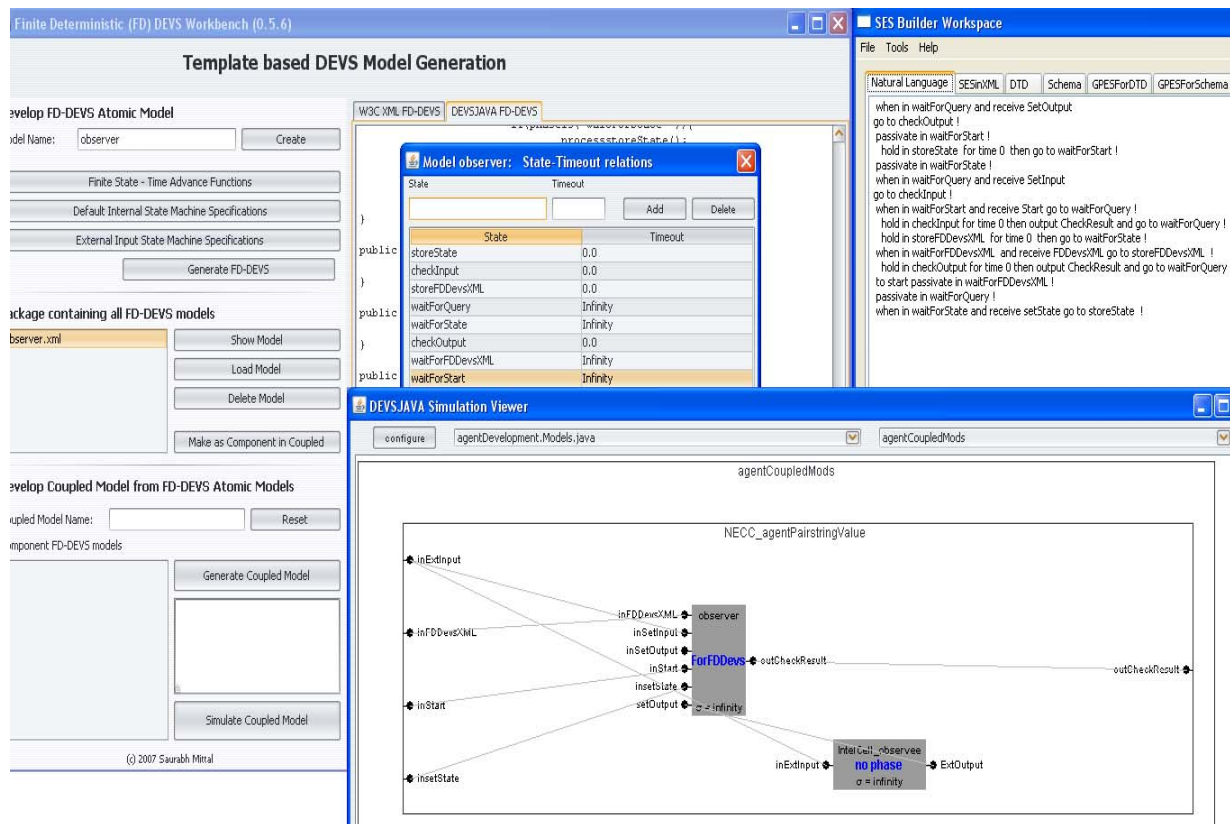 Finite Deterministic (FD) DEVS Workbench (0.5.6)
Template based DEVS Model Generation
evelop FD-DEVS Atomic Model
odel Name: observer Create
Finite State - Time Advance Functions
Default Internal State Machine Specifications
External Input State Machine Specifications
Generate FD-DEVS
ackage containing all FD-DEVS models
bserver.xml
Show Model
Load Model
Delete Model
Make as Component in Coupled
evelop Coupled Model from FD-DEVS Atomic Models
oupled Model Name: Reset
omponent FD-DEVS models
Generate Coupled Model
Simulate Coupled Model
(c) 2007 Saurabh Mittal
W3C XML FD-DEVS DEVSJAVA FD-DEVS
processstoreState();
}
public
}
public
}
public
Model observer: State-Timeout relations
State Timeout
Add Delete
State Timeout
storeState 0.0
checkInput 0.0
storeFDDevsXML 0.0
waitForQuery Infinity
waitForState Infinity
checkOutput 0.0
waitForFDDevsXML Infinity
waitForStart Infinity
SES Builder Workspace
File Tools Help
Natural Language SESinXML DTD Schema GPESForDTD GPESForSchema
when in waitForQuery and receive SetOutput
go to checkOutput !
passivate in waitForStart !
hold in storeState for time 0 then go to waitForStart !
passivate in waitForState !
when in waitForQuery and receive SetInput
go to checkInput !
when in waitForStart and receive Start go to waitForQuery !
hold in checkInput for time 0 then output CheckResult and go to waitForQuery !
hold in storeFDDevsXML for time 0 then go to waitForState !
when in waitForFDDevsXML and receive FDDevsXML go to storeFDDevsXML !
hold in checkOutput for time 0 then output CheckResult and go to waitForQuery
to start passivate in waitForFDDevsXML !
passivate in waitForQuery !
when in waitForState and receive setState go to storeState !
DEVSJAVA Simulation Viewer
configure agentDevelopment.Models.java agentCoupledMods
agentCoupledMods
NECC_agentPairstringValue
inExtInput
inFDDevsXML
inStart
insetState
inFDDevsXML
inSetInput
inSetOutput
inStart
insetState
setOutput
observer
ForFDDevs
σ = infinity
outCheckResult
outCheckResult
InterCell_observee
inExtInput no phase ExtOutput
σ = infinity